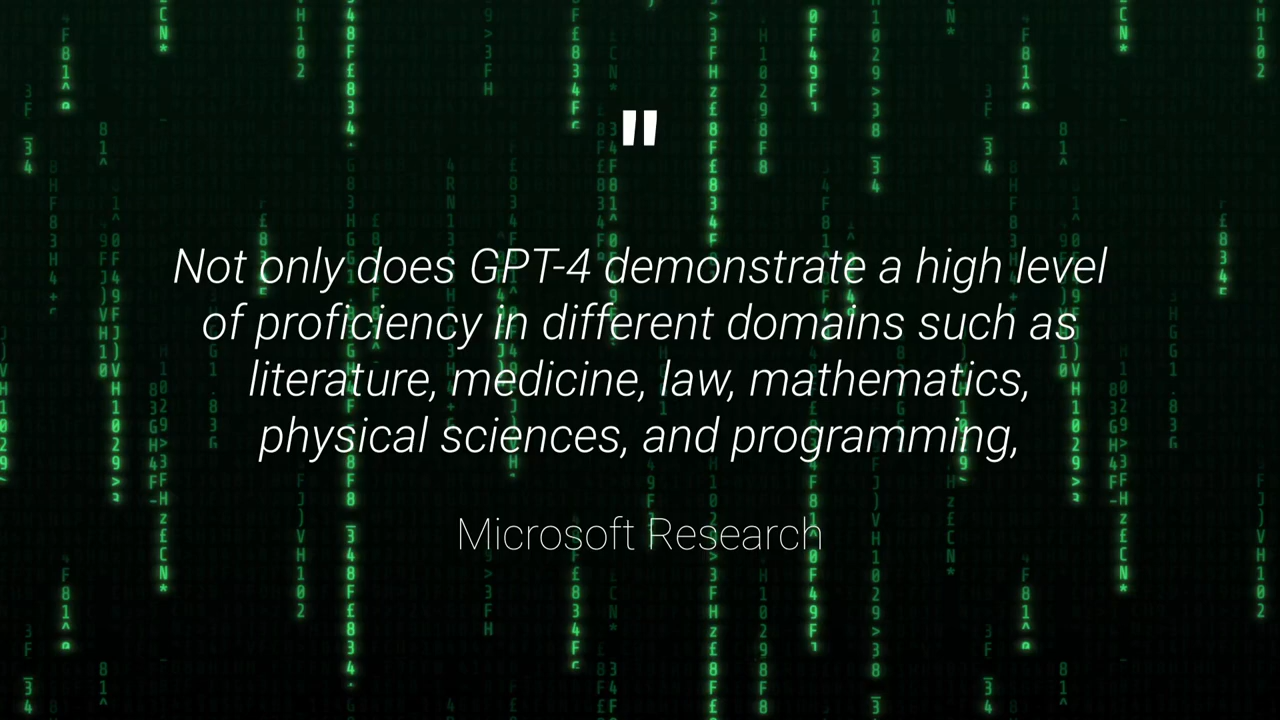 "
Not only does GPT-4 demonstrate a high level
of proficiency in different domains such as
literature, medicine, law, mathematics,
physical sciences, and programming,
Microsoft Research